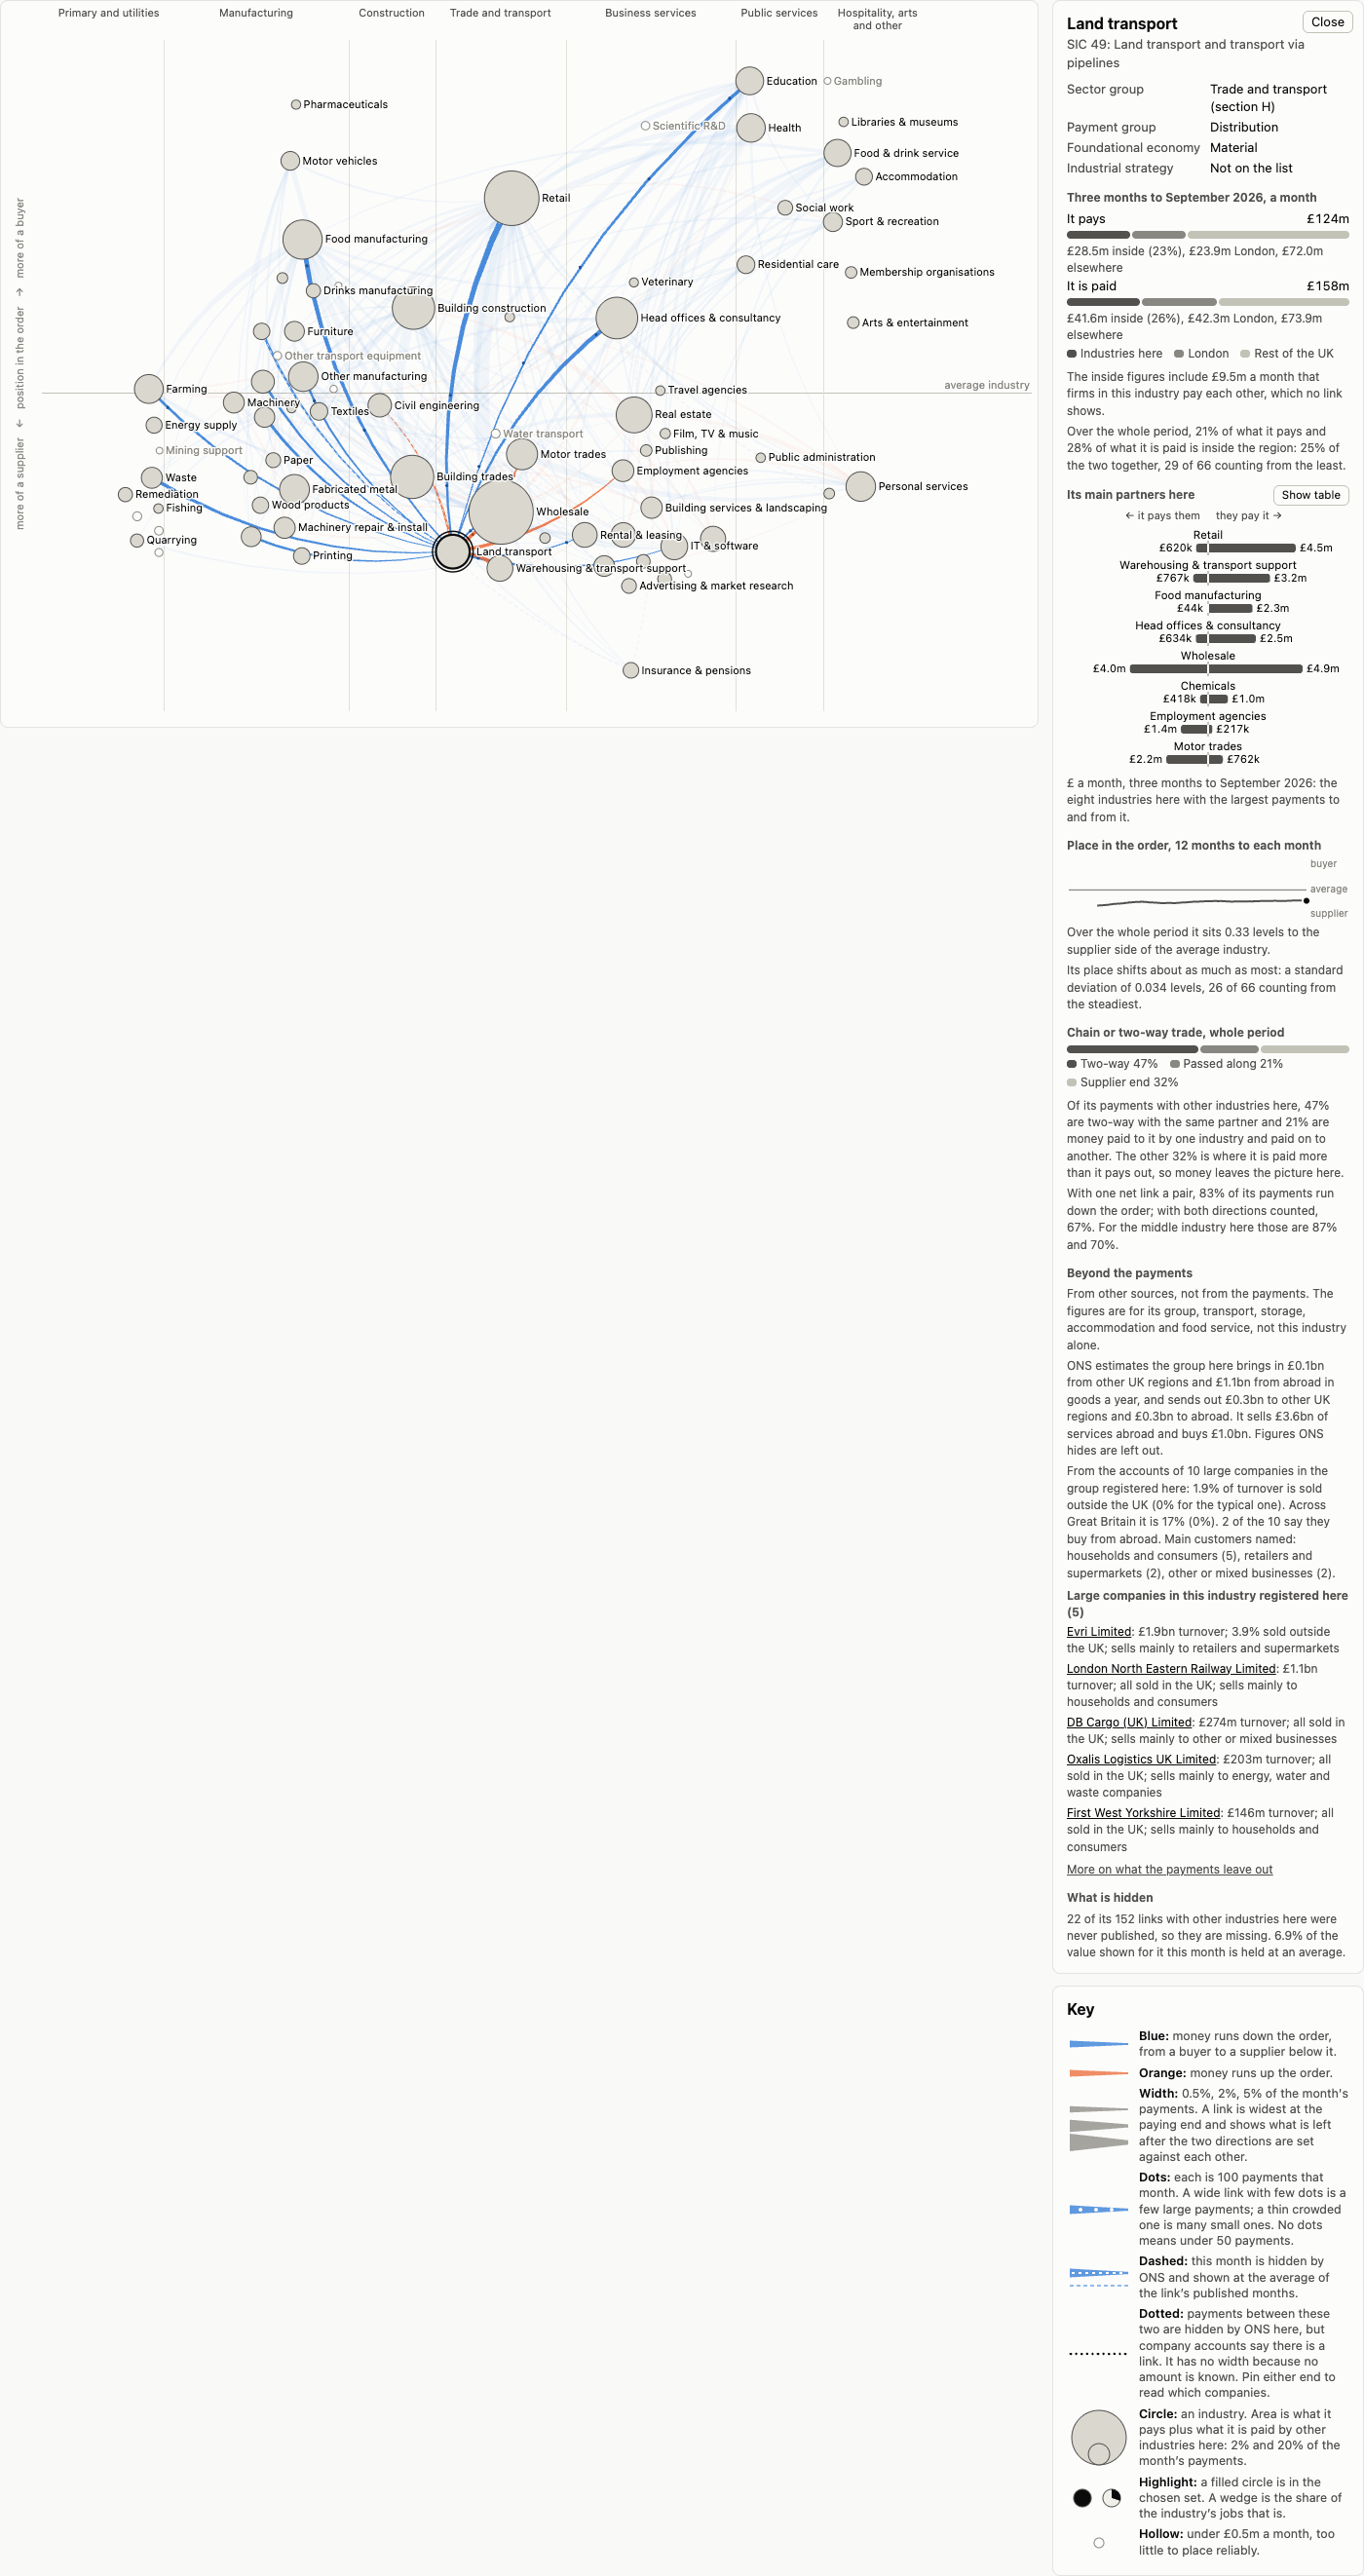 Primary and utilities
Manufacturing
Construction
Trade and transport
Business services
Public services
Hospitality, arts
and other
more of a supplier ← position in the order → more of a buyer
average industry
Education
Gambling
Pharmaceuticals
Scientific R&D
Health
Libraries & museums
Motor vehicles
Food & drink service
Accommodation
Retail
Social work
Sport & recreation
Food manufacturing
Residential care
Membership organisations
Drinks manufacturing
Veterinary
Building construction
Head offices & consultancy
Arts & entertainment
Furniture
Other transport equipment
Other manufacturing
Farming
Travel agencies
Machinery
Textiles
Civil engineering
Real estate
Energy supply
Water transport
Film, TV & music
Mining support
Motor trades
Publishing
Public administration
Paper
Employment agencies
Waste
Building trades
Fabricated metal
Personal services
Remediation
Fishing
Wood products
Wholesale
Building services & landscaping
Machinery repair & install
Rental & leasing
Quarrying
IT & software
Printing
Land transport
Warehousing & transport support
Advertising & market research
Insurance & pensions
Land transport
Close
SIC 49: Land transport and transport via
pipelines
Sector group Trade and transport
(section H)
Payment group Distribution
Foundational economy Material
Industrial strategy Not on the list
Three months to September 2026, a month
It pays £124m
£28.5m inside (23%), £23.9m London, £72.0m
elsewhere
It is paid £158m
£41.6m inside (26%), £42.3m London, £73.9m
elsewhere
Industries here London Rest of the UK
The inside figures include £9.5m a month that
firms in this industry pay each other, which no link
shows.
Over the whole period, 21% of what it pays and
28% of what it is paid is inside the region: 25% of
the two together, 29 of 66 counting from the least.
Its main partners here
Show table
← it pays them they pay it →
Retail
£620k £4.5m
Warehousing & transport support
£767k £3.2m
Food manufacturing
£44k £2.3m
Head offices & consultancy
£634k £2.5m
Wholesale
£4.0m £4.9m
Chemicals
£418k £1.0m
Employment agencies
£1.4m £217k
Motor trades
£2.2m £762k
£ a month, three months to September 2026: the
eight industries here with the largest payments to
and from it.
Place in the order, 12 months to each month
buyer
average
supplier
Over the whole period it sits 0.33 levels to the
supplier side of the average industry.
Its place shifts about as much as most: a standard
deviation of 0.034 levels, 26 of 66 counting from
the steadiest.
Chain or two-way trade, whole period
Two-way 47% Passed along 21%
Supplier end 32%
Of its payments with other industries here, 47%
are two-way with the same partner and 21% are
money paid to it by one industry and paid on to
another. The other 32% is where it is paid more
than it pays out, so money leaves the picture here.
With one net link a pair, 83% of its payments run
down the order; with both directions counted,
67%. For the middle industry here those are 87%
and 70%.
Beyond the payments
From other sources, not from the payments. The
figures are for its group, transport, storage,
accommodation and food service, not this industry
alone.
ONS estimates the group here brings in £0.1bn
from other UK regions and £1.1bn from abroad in
goods a year, and sends out £0.3bn to other UK
regions and £0.3bn to abroad. It sells £3.6bn of
services abroad and buys £1.0bn. Figures ONS
hides are left out.
From the accounts of 10 large companies in the
group registered here: 1.9% of turnover is sold
outside the UK (0% for the typical one). Across
Great Britain it is 17% (0%). 2 of the 10 say they
buy from abroad. Main customers named:
households and consumers (5), retailers and
supermarkets (2), other or mixed businesses (2).
Large companies in this industry registered here
(5)
Evri Limited: £1.9bn turnover; 3.9% sold outside
the UK; sells mainly to retailers and supermarkets
London North Eastern Railway Limited: £1.1bn
turnover; all sold in the UK; sells mainly to
households and consumers
DB Cargo (UK) Limited: £274m turnover; all sold in
the UK; sells mainly to other or mixed businesses
Oxalis Logistics UK Limited: £203m turnover; all
sold in the UK; sells mainly to energy, water and
waste companies
First West Yorkshire Limited: £146m turnover; all
sold in the UK; sells mainly to households and
consumers
More on what the payments leave out
What is hidden
22 of its 152 links with other industries here were
never published, so they are missing. 6.9% of the
value shown for it this month is held at an average.
Key
Blue: money runs down the order,
from a buyer to a supplier below it.
Orange: money runs up the order.
Width: 0.5%, 2%, 5% of the month's
payments. A link is widest at the
paying end and shows what is left
after the two directions are set
against each other.
Dots: each is 100 payments that
month. A wide link with few dots is a
few large payments; a thin crowded
one is many small ones. No dots
means under 50 payments.
Dashed: this month is hidden by
ONS and shown at the average of
the link's published months.
Dotted: payments between these
two are hidden by ONS here, but
company accounts say there is a
link. It has no width because no
amount is known. Pin either end to
read which companies.
Circle: an industry. Area is what it
pays plus what it is paid by other
industries here: 2% and 20% of the
month's payments.
Highlight: a filled circle is in the
chosen set. A wedge is the share of
the industry's jobs that is.
Hollow: under £0.5m a month, too
little to place reliably.